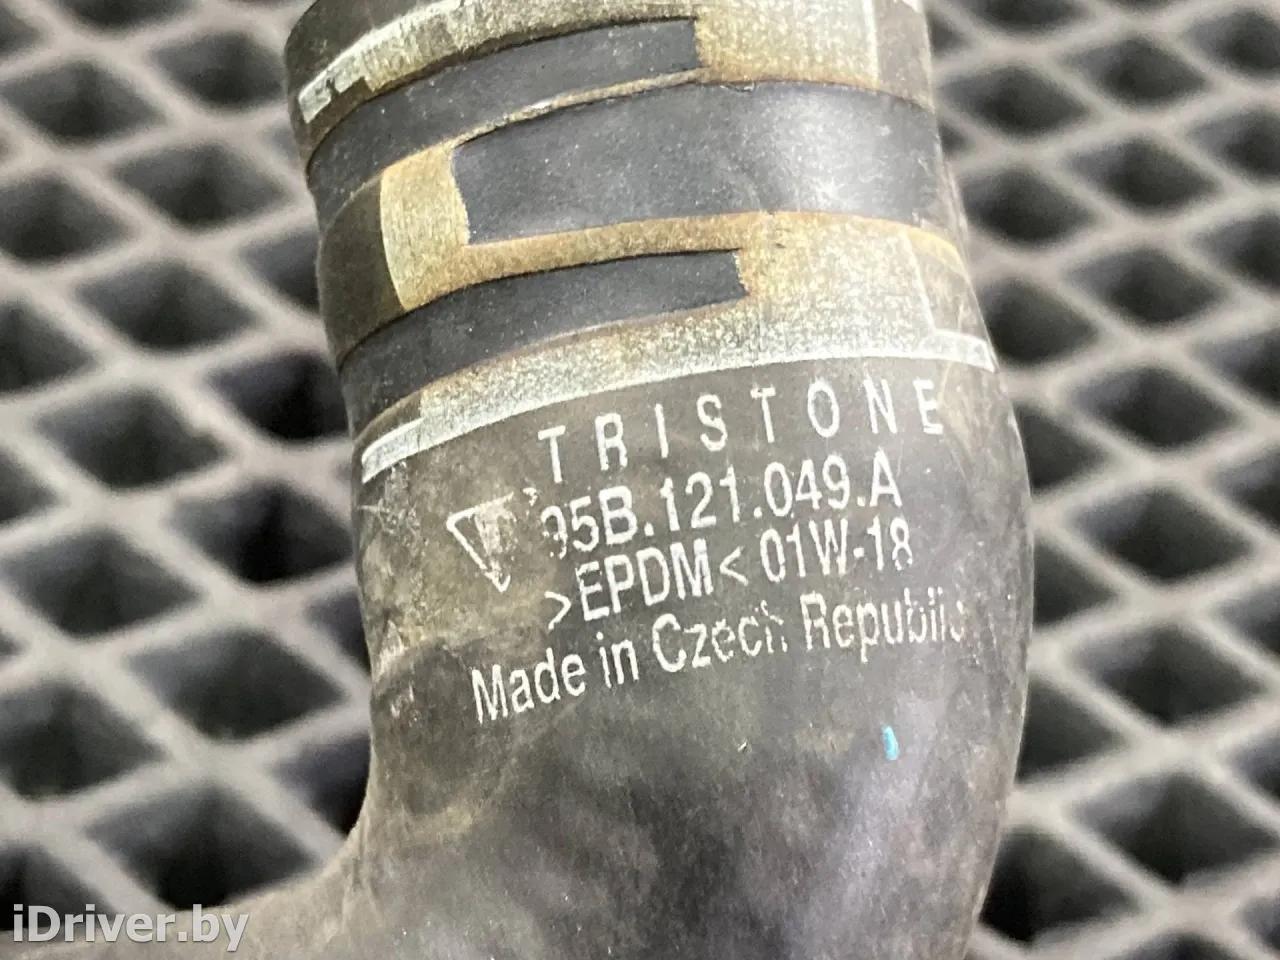 TRISTONE
95B.121.049.A
>EPDM< 01W-18
Made in Czech Republic
iDriver.by